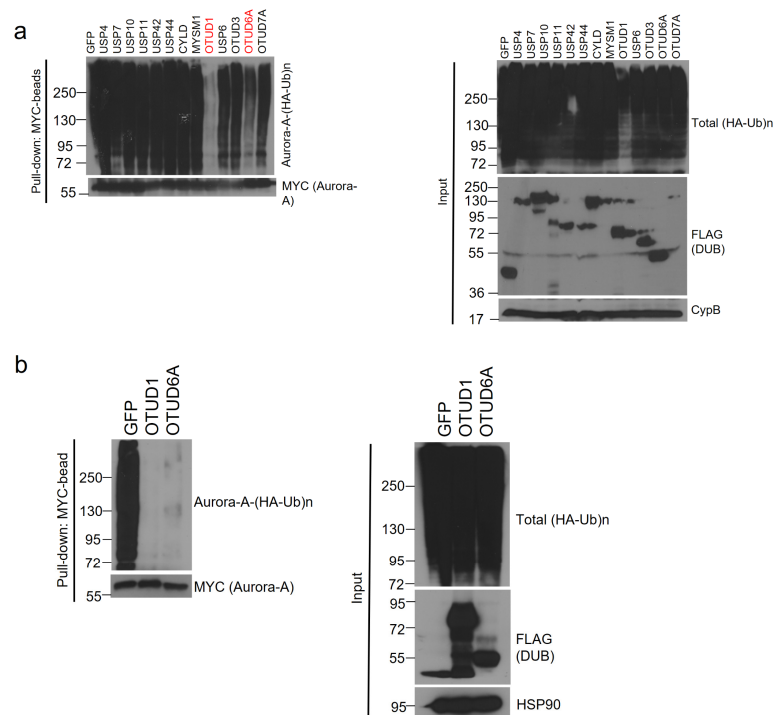 a
GFP
USP4
USP7
USP10
USP11
USP42
USP44
CYLD
MYSM1
OTUD1
USP6
OTUD3
OTUD6A
OTUD7A
Pull-down: MYC-beads
250
130
95
72
55
Aurora-A-(HA-Ub)n
MYC (Aurora-
A)
GFP
USP4
USP7
USP10
USP11
USP42
USP44
CYLD
MYSM1
OTUD1
USP6
OTUD3
OTUD6A
OTUD7A
Input
250
130
95
72
Total (HA-Ub)n
250
130
95
72
55
36
FLAG
(DUB)
17
CypB
b
GFP
OTUD1
OTUD6A
Pull-down: MYC-bead
250
130
95
72
55
Aurora-A-(HA-Ub)n
MYC (Aurora-A)
GFP
OTUD1
OTUD6A
Input
250
130
95
72
Total (HA-Ub)n
95
72
55
FLAG
(DUB)
95
HSP90